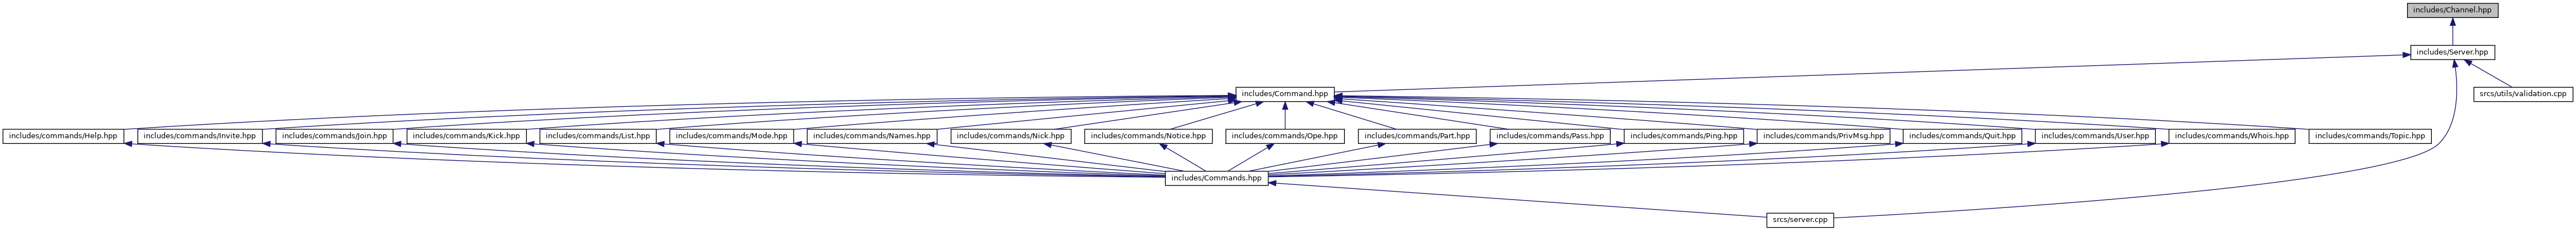 includes/Channel.hpp
includes/Server.hpp
includes/Command.hpp
srcs/utils/validation.cpp
includes/commands/Help.hpp
includes/commands/Invite.hpp
includes/commands/Join.hpp
includes/commands/Kick.hpp
includes/commands/List.hpp
includes/commands/Mode.hpp
includes/commands/Names.hpp
includes/commands/Nick.hpp
includes/commands/Notice.hpp
includes/commands/Ope.hpp
includes/commands/Part.hpp
includes/commands/Pass.hpp
includes/commands/Ping.hpp
includes/commands/PrivMsg.hpp
includes/commands/Quit.hpp
includes/commands/User.hpp
includes/commands/Whois.hpp
includes/commands/Topic.hpp
includes/Commands.hpp
srcs/server.cpp